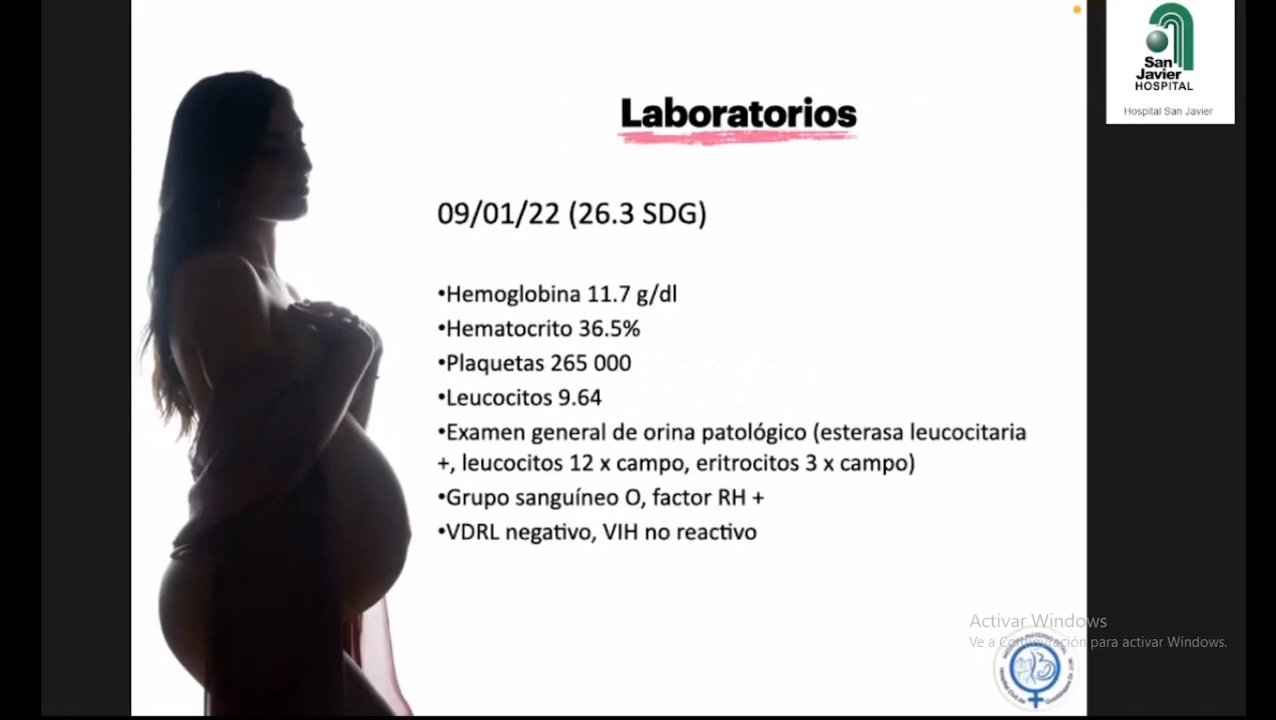 San
Javier
HOSPITAL
Hospital San Javier
Laboratorios
09/01/22 (26.3 SDG)
•Hemoglobina 11.7 g/dl
•Hematocrito 36.5%
•Plaquetas 265 000
•Leucocitos 9.64
•Examen general de orina patológico (esterasa leucocitaria
+, leucocitos 12 x campo, eritrocitos 3 x campo)
•Grupo sanguíneo O, factor RH +
•VDRL negativo, VIH no reactivo
Activar Windows
Ve a Configuración para activar Windows.